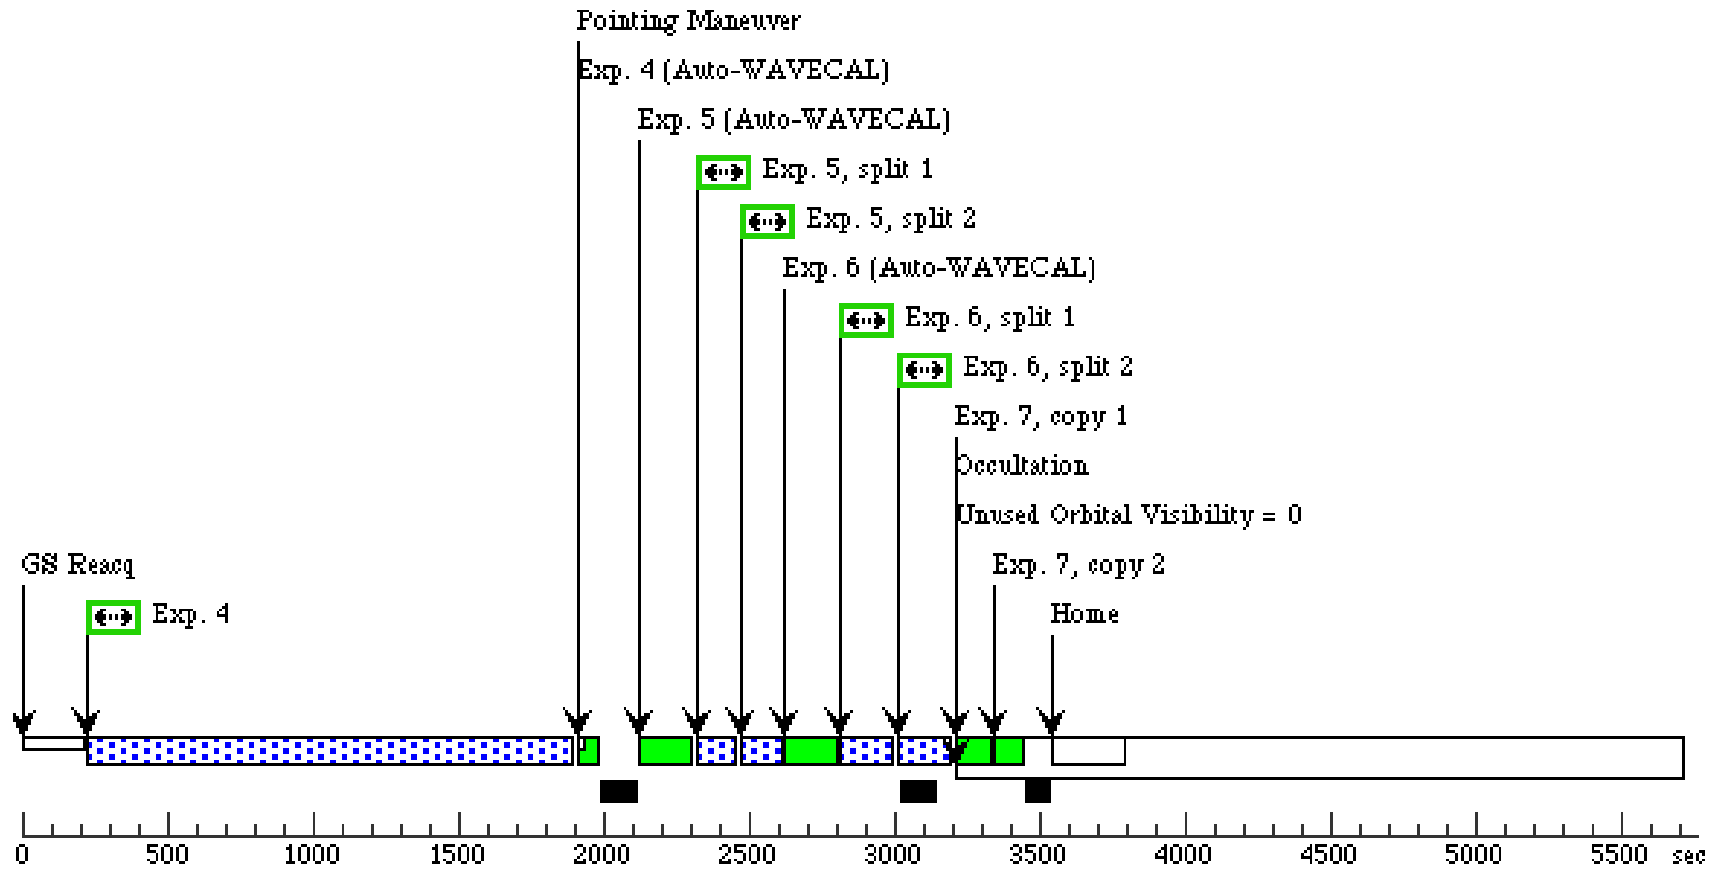 Pointing Maneuver
Exp. 4 (Auto-WAVECAL)
Exp. 5 (Auto-WAVECAL)
Exp. 5, split 1
Exp. 5, split 2
Exp. 6 (Auto-WAVECAL)
Exp. 6, split 1
Exp. 6, split 2
Exp. 7, copy 1
Occultation
Unused Orbital Visibility = 0
GS Reacq
Exp. 7, copy 2
Exp. 4
Home
0 500 1000 1500 2000 2500 3000 3500 4000 4500 5000 5500 sec